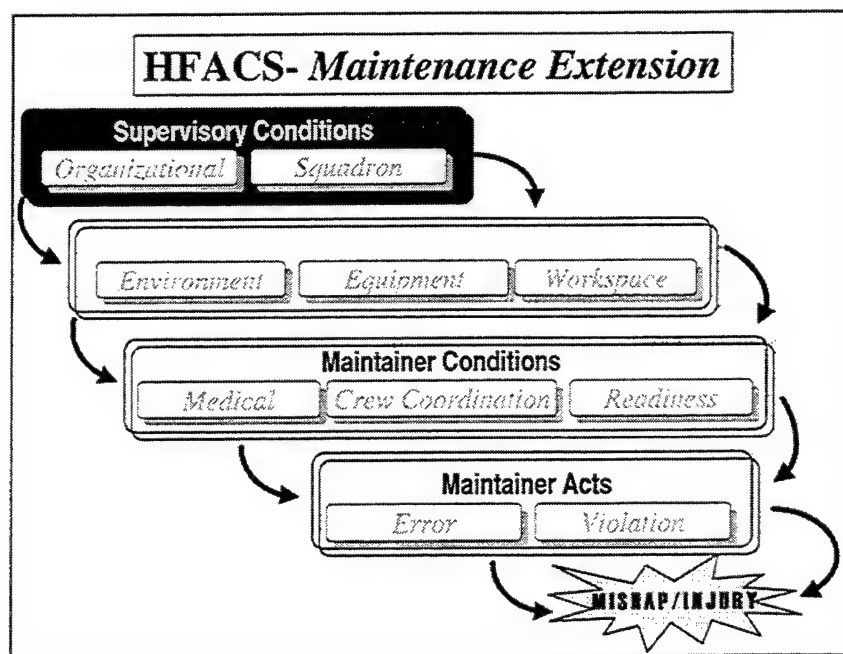 HFACS- Maintenance Extension
Supervisory Conditions
Organizational Squadron
Environment Equipment Workspace
Maintainer Conditions
Medical Crew Coordination Readiness
Maintainer Acts
Error Violation
MISHAP/INJURY